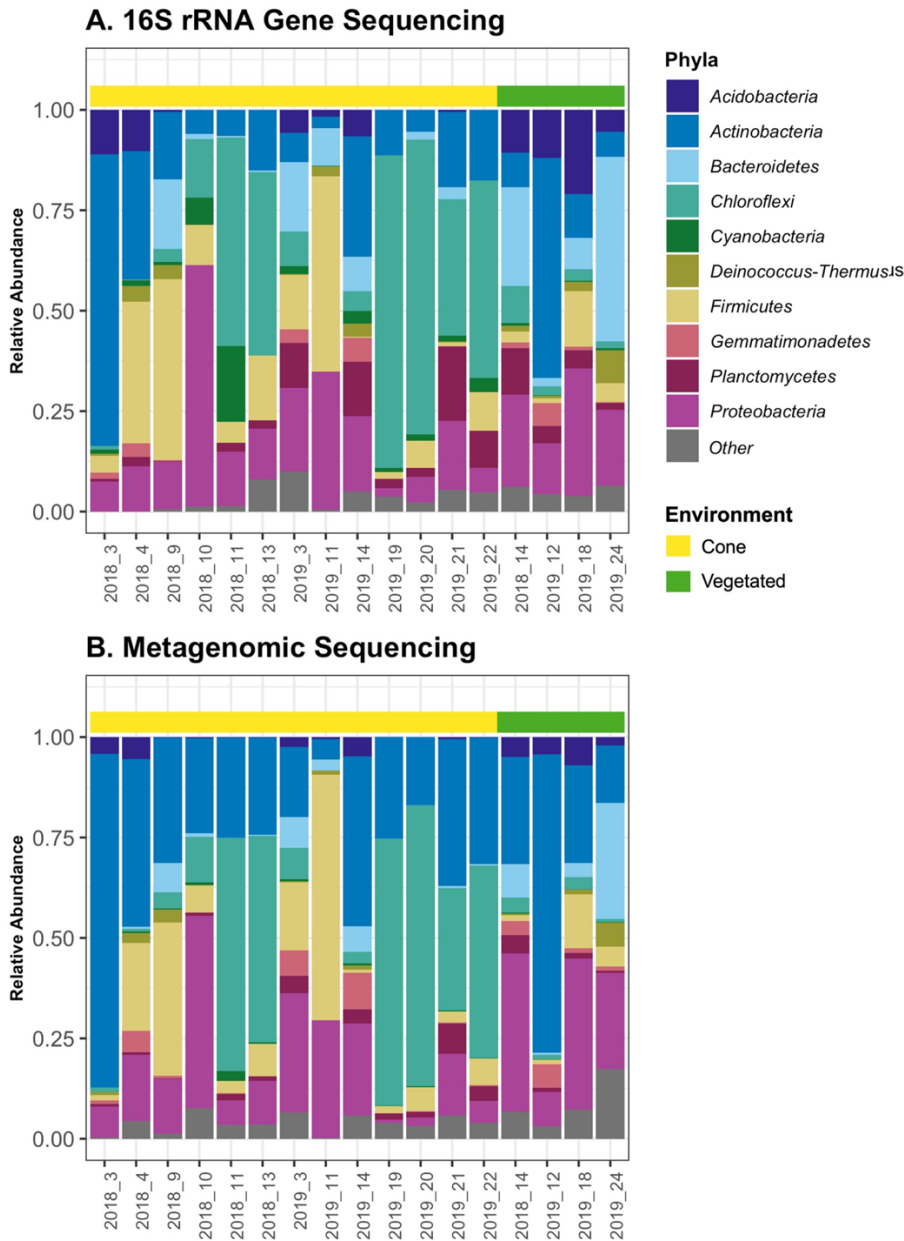 A. 16S rRNA Gene Sequencing
Relative Abundance
1.00
0.75
0.50
0.25
0.00
2018_3
2018_4
2018_9
2018_10
2018_11
2018_13
2019_3
2019_11
2019_14
2019_19
2019_20
2019_21
2019_22
2018_14
2019_12
2019_18
2019_24
Phyla
Acidobacteria
Actinobacteria
Bacteroidetes
Chloroflexi
Cyanobacteria
Deinococcus-Thermus
Firmicutes
Gemmatimonadetes
Planctomycetes
Proteobacteria
Other
Environment
Cone
Vegetated
B. Metagenomic Sequencing
Relative Abundance
1.00
0.75
0.50
0.25
0.00
2018_3
2018_4
2018_9
2018_10
2018_11
2018_13
2019_3
2019_11
2019_14
2019_19
2019_20
2019_21
2019_22
2018_14
2019_12
2019_18
2019_24